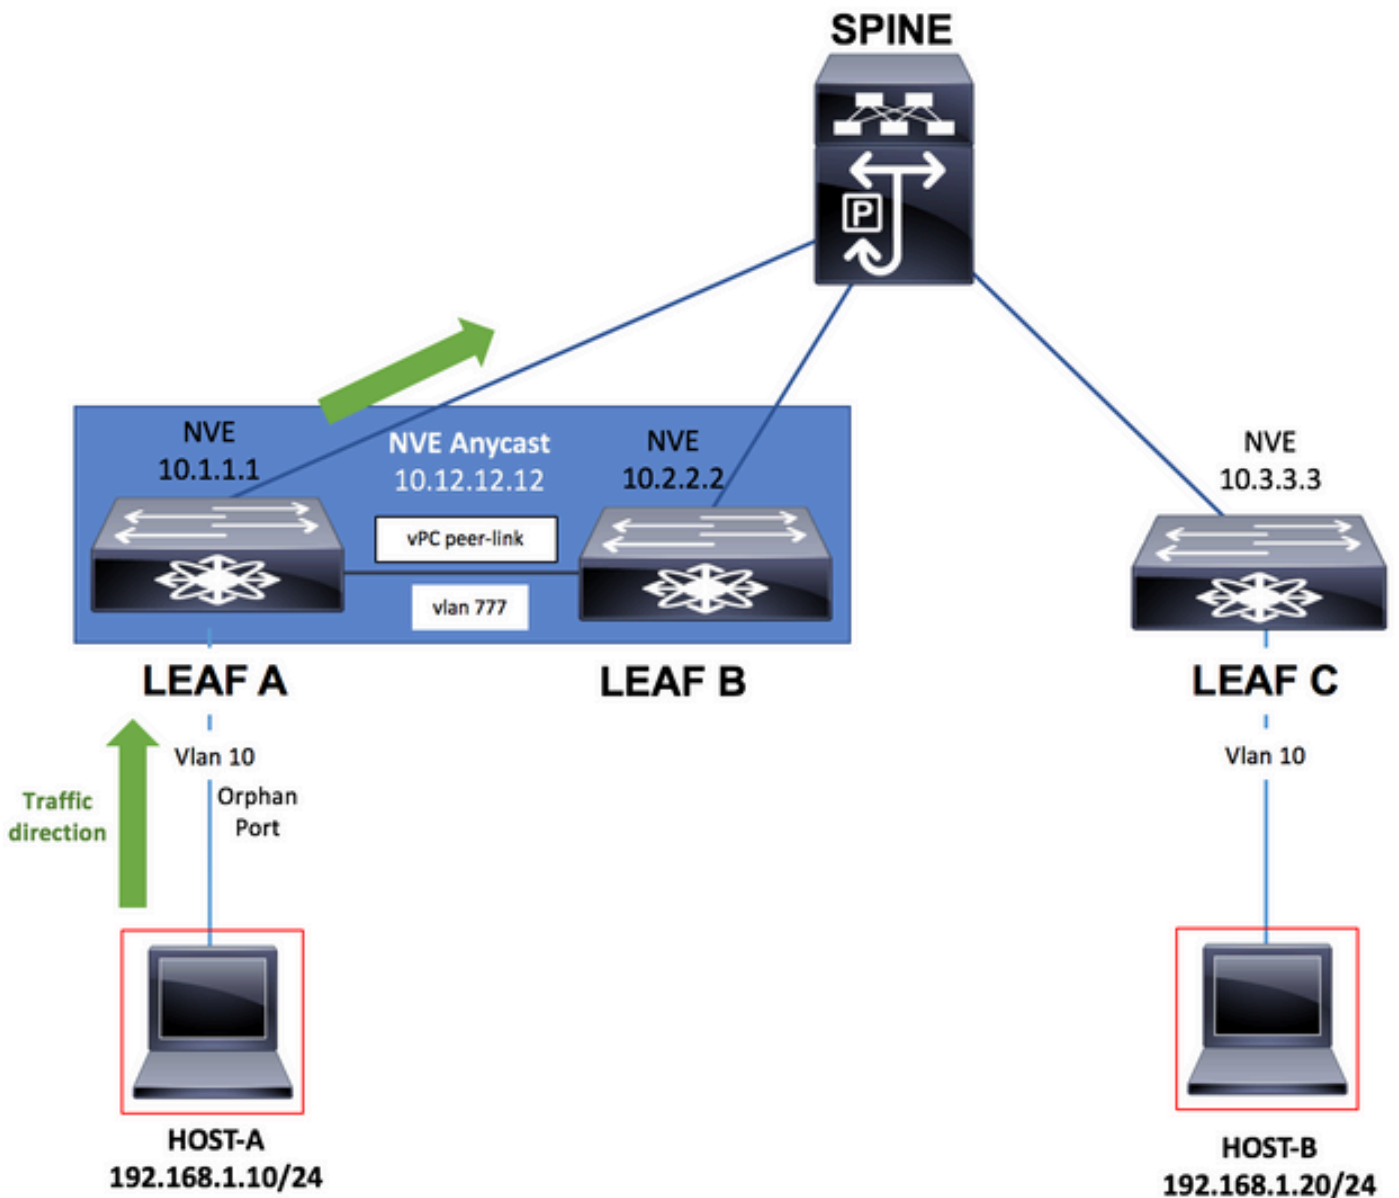 SPINE
P
NVE
10.1.1.1
NVE Anycast
10.12.12.12
NVE
10.2.2.2
NVE
10.3.3.3
vPC peer-link
vlan 777
LEAF A
LEAF B
LEAF C
Vlan 10
Orphan
Port
Vlan 10
Traffic
direction
HOST-A
192.168.1.10/24
HOST-B
192.168.1.20/24